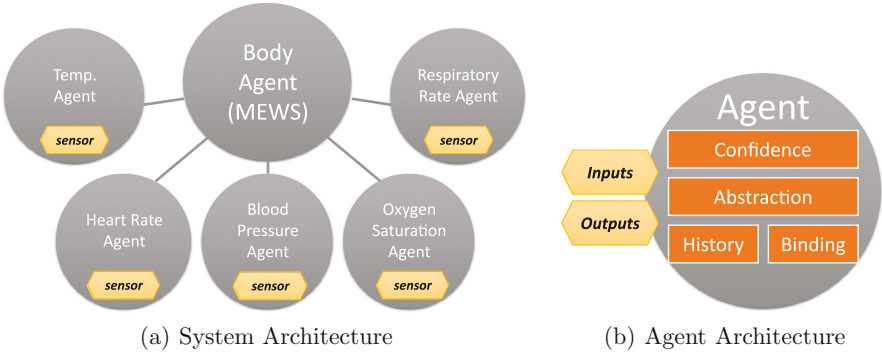 Body
Agent
(MEWS)
Temp.
Agent
sensor
Respiratory
Rate Agent
sensor
Heart Rate
Agent
sensor
Blood
Pressure
Agent
sensor
Oxygen
Saturation
Agent
sensor
(a) System Architecture
Agent
Inputs
Outputs
Confidence
Abstraction
History
Binding
(b) Agent Architecture